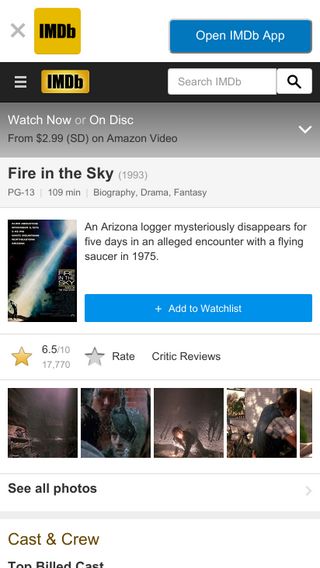 IMDb
Open IMDb App
IMDb
Search IMDb
Watch Now or On Disc
From $2.99 (SD) on Amazon Video
Fire in the Sky (1993)
PG-13 | 109 min | Biography, Drama, Fantasy
FIRE
IN THE
SKY
An Arizona logger mysteriously disappears for
five days in an alleged encounter with a flying
saucer in 1975.
+ Add to Watchlist
6.5/10
17,770
Rate
Critic Reviews
See all photos
Cast & Crew
Top Billed Cast